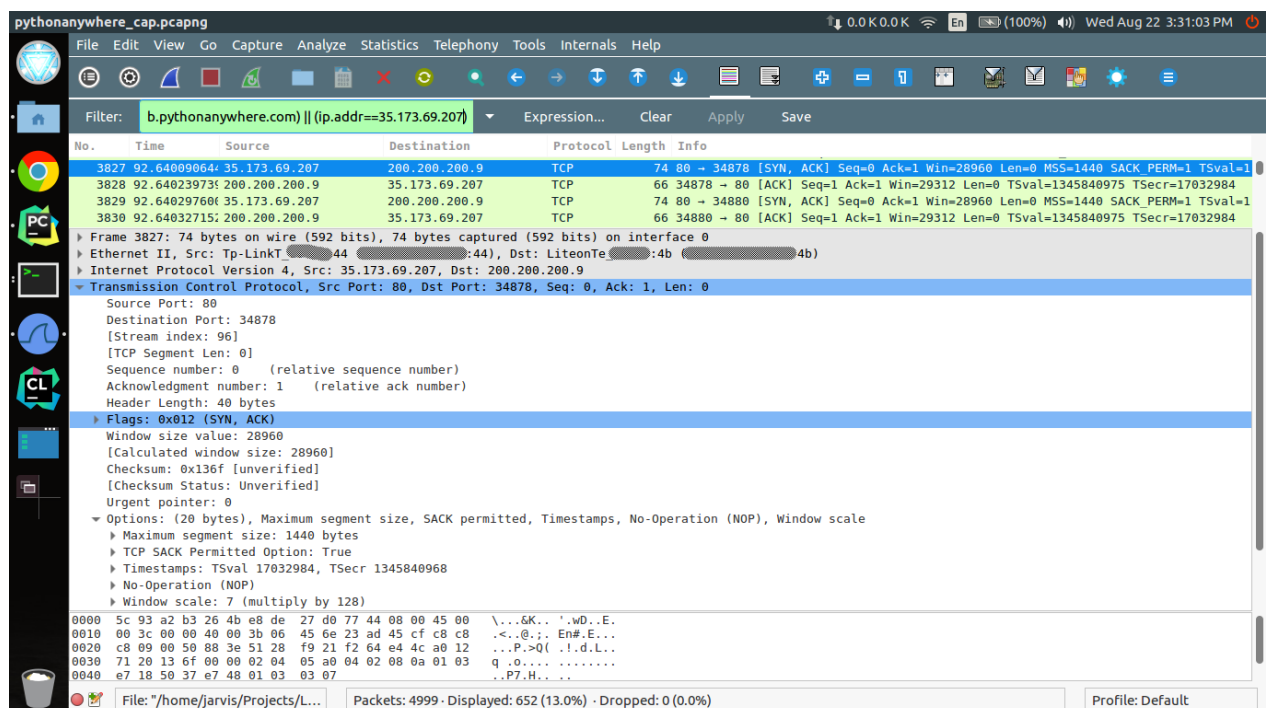 pythonanywhere_cap.pcapng 0.0 K 0.0 K En (100%) Wed Aug 22 3:31:03 PM
File Edit View Go Capture Analyze Statistics Telephony Tools Internals Help
Filter: b.pythonanywhere.com) || (ip.addr==35.173.69.207) Expression... Clear Apply Save
No. Time Source Destination Protocol Length Info
3827 92.640090644 35.173.69.207 200.200.200.9 TCP 74 80 → 34878 [SYN, ACK] Seq=0 Ack=1 Win=28960 Len=0 MSS=1440 SACK_PERM=1 TSval=1
3828 92.640239739 200.200.200.9 35.173.69.207 TCP 66 34878 → 80 [ACK] Seq=1 Ack=1 Win=29312 Len=0 TSval=1345840975 TSecr=17032984
3829 92.640297600 35.173.69.207 200.200.200.9 TCP 74 80 → 34880 [SYN, ACK] Seq=0 Ack=1 Win=28960 Len=0 MSS=1440 SACK_PERM=1 TSval=1
3830 92.640327152 200.200.200.9 35.173.69.207 TCP 66 34880 → 80 [ACK] Seq=1 Ack=1 Win=29312 Len=0 TSval=1345840975 TSecr=17032984
Frame 3827: 74 bytes on wire (592 bits), 74 bytes captured (592 bits) on interface 0
Ethernet II, Src: Tp-LinkT_ 44 ( :44), Dst: LiteonTe_ :4b ( 4b)
Internet Protocol Version 4, Src: 35.173.69.207, Dst: 200.200.200.9
Transmission Control Protocol, Src Port: 80, Dst Port: 34878, Seq: 0, Ack: 1, Len: 0
Source Port: 80
Destination Port: 34878
[Stream index: 96]
[TCP Segment Len: 0]
Sequence number: 0 (relative sequence number)
Acknowledgment number: 1 (relative ack number)
Header Length: 40 bytes
Flags: 0x012 (SYN, ACK)
Window size value: 28960
[Calculated window size: 28960]
Checksum: 0x136f [unverified]
[Checksum Status: Unverified]
Urgent pointer: 0
Options: (20 bytes), Maximum segment size, SACK permitted, Timestamps, No-Operation (NOP), Window scale
Maximum segment size: 1440 bytes
TCP SACK Permitted Option: True
Timestamps: TSval 17032984, TSecr 1345840968
No-Operation (NOP)
Window scale: 7 (multiply by 128)
0000 5c 93 a2 b3 26 4b e8 de 27 d0 77 44 08 00 45 00 \...&K.. '.wD..E.
0010 00 3c 00 00 40 00 3b 06 45 6e 23 ad 45 cf c8 c8 .<..@.;. En#.E...
0020 c8 09 00 50 88 3e 51 28 f9 21 f2 64 e4 4c a0 12 ...P.>Q( .!.d.L..
0030 71 20 13 6f 00 00 02 04 05 a0 04 02 08 0a 01 03 q .o.... ........
0040 e7 18 50 37 e7 48 01 03 03 07 ..P7.H.. ..
File: "/home/jarvis/Projects/L... Packets: 4999 · Displayed: 652 (13.0%) · Dropped: 0 (0.0%) Profile: Default
PC
CL